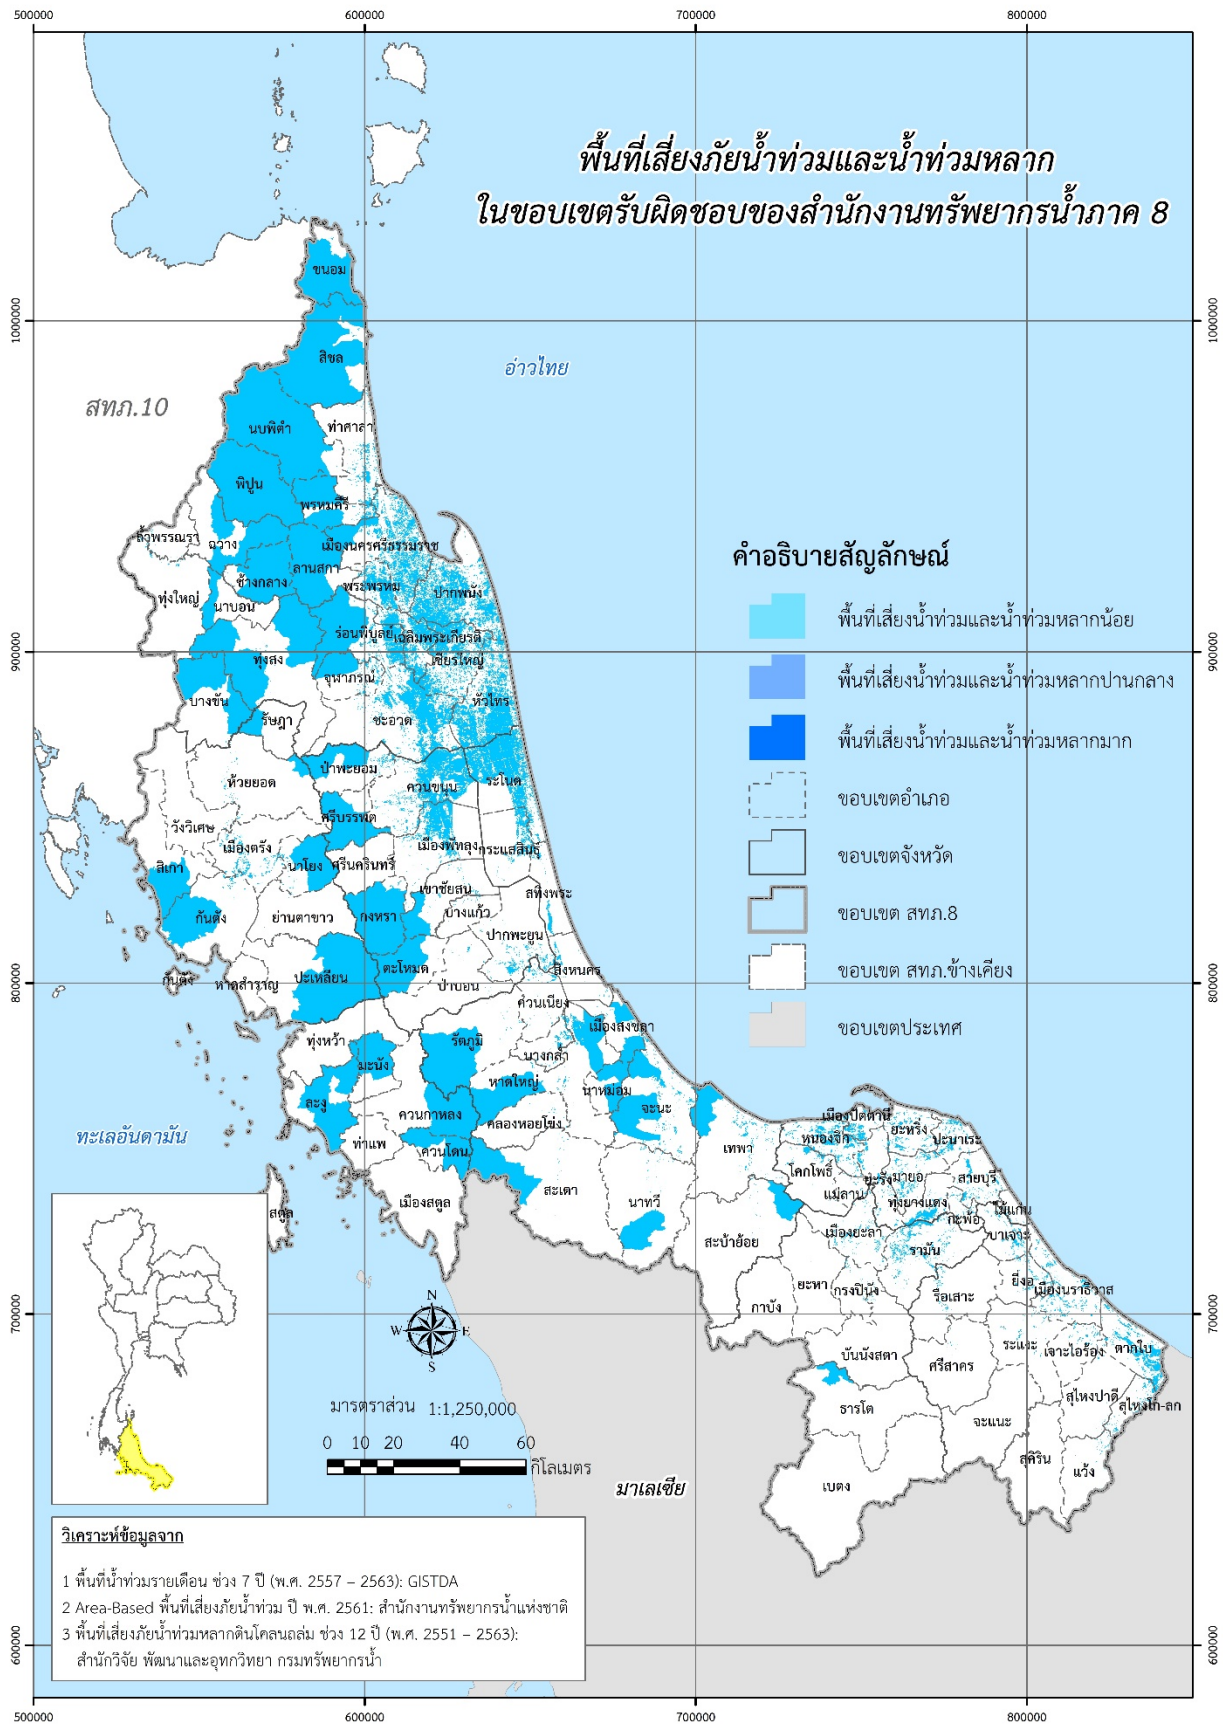 500000 600000 700000 800000
พื้นที่เสี่ยงภัยน้ำท่วมและน้ำท่วมหลาก
ในขอบเขตรับผิดชอบของสำนักงานทรัพยากรน้ำภาค 8
ขนอม
1000000 1000000
สิชล
อ่าวไทย
สทภ.10
นบพิตำ
ท่าศาลา
พิปูน
พรหมคีรี
ถ้ำพรรณรา
ฉวาง
เมืองนครศรีธรรมราช
ลานสกา
ช้างกลาง
พระพรหม
ปากพนัง
ทุ่งใหญ่
นาบอน
ร่อนพิบูลย์
เฉลิมพระเกียรติ
เชียรใหญ่
900000 900000
ทุ่งสง
จุฬาภรณ์
บางขัน
หัวไทร
รัษฎา
ชะอวด
ป่าพะยอม
ห้วยยอด
ควนขนุน
ระโนด
ศรีบรรพต
วังวิเศษ
เมืองตรัง
เมืองพัทลุง
กระแสสินธุ์
สิเกา
นาโยง
ศรีนครินทร์
เขาชัยสน
สทิงพระ
กันตัง
ย่านตาขาว
กงหรา
บางแก้ว
ปากพะยูน
ตะโหมด
สิงหนคร
กันตัง
หาดสำราญ
ปะเหลียน
ป่าบอน
800000 800000
ควนเนียง
เมืองสงขลา
ทุ่งหว้า
รัตภูมิ
บางกล่ำ
มะนัง
หาดใหญ่
นาหม่อม
ละงู
จะนะ
ควนกาหลง
คลองหอยโข่ง
ท่าแพ
ควนโดน
เทพา
สะเดา
นาทวี
เมืองสตูล
สตูล
สะบ้าย้อย
เมืองปัตตานี
หนองจิก
ยะหริ่ง
ปะนาเระ
โคกโพธิ์
ยะรัง
มายอ
สายบุรี
แม่ลาน
ทุ่งยางแดง
ไม้แก่น
กะพ้อ
เมืองยะลา
บาเจาะ
รามัน
ยะหา
กรงปินัง
ยี่งอ
เมืองนราธิวาส
กาบัง
รือเสาะ
700000 700000
ระแงะ
เจาะไอร้อง
ตากใบ
บันนังสตา
ศรีสาคร
สุไหงปาดี
สุไหงโก-ลก
ธารโต
จะแนะ
สุคิริน
แว้ง
เบตง
ทะเลอันดามัน
มาเลเซีย
คำอธิบายสัญลักษณ์
พื้นที่เสี่ยงน้ำท่วมและน้ำท่วมหลากน้อย
พื้นที่เสี่ยงน้ำท่วมและน้ำท่วมหลากปานกลาง
พื้นที่เสี่ยงน้ำท่วมและน้ำท่วมหลากมาก
ขอบเขตอำเภอ
ขอบเขตจังหวัด
ขอบเขต สทภ.8
ขอบเขต สทภ.ข้างเคียง
ขอบเขตประเทศ
N
W E
S
มาตราส่วน 1:1,250,000
0 10 20 40 60
กิโลเมตร
วิเคราะห์ข้อมูลจาก
1 พื้นที่น้ำท่วมรายเดือน ช่วง 7 ปี (พ.ศ. 2557 – 2563): GISTDA
2 Area-Based พื้นที่เสี่ยงภัยน้ำท่วม ปี พ.ศ. 2561: สำนักงานทรัพยากรน้ำแห่งชาติ
3 พื้นที่เสี่ยงภัยน้ำท่วมหลากดินโคลนถล่ม ช่วง 12 ปี (พ.ศ. 2551 – 2563):
สำนักวิจัย พัฒนาและอุทกวิทยา กรมทรัพยากรน้ำ
600000 600000
500000 600000 700000 800000